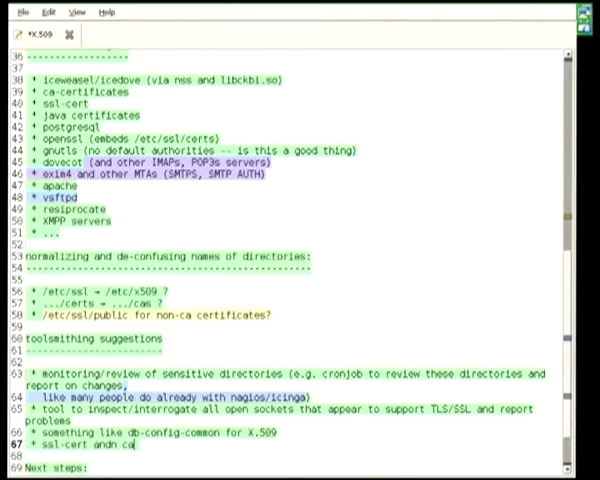 File Edit View Help
*X.509
36 ------------------
37
38 * iceweasel/icedove (via nss and libckbi.so)
39 * ca-certificates
40 * ssl-cert
41 * java certificates
42 * postgresql
43 * openssl (embeds /etc/ssl/certs)
44 * gnutls (no default authorities -- is this a good thing)
45 * dovecot (and other IMAPs, POP3s servers)
46 * exim4 and other MTAs (SMTPS, SMTP AUTH)
47 * apache
48 * vsftpd
49 * resiprocate
50 * XMPP servers
51 * ...
52
53 normalizing and de-confusing names of directories:
54 --------------------------------------------------
55
56 * /etc/ssl → /etc/x509 ?
57 * .../certs → .../cas ?
58 * /etc/ssl/public for non-ca certificates?
59
60 toolsmithing suggestions
61 ------------------------
62
63 * monitoring/review of sensitive directories (e.g. cronjob to review these directories and
report on changes,
64 like many people do already with nagios/icinga)
65 * tool to inspect/interrogate all open sockets that appear to support TLS/SSL and report
problems
66 * something like db-config-common for X.509
67 * ssl-cert andn ca
68
69 Next steps: